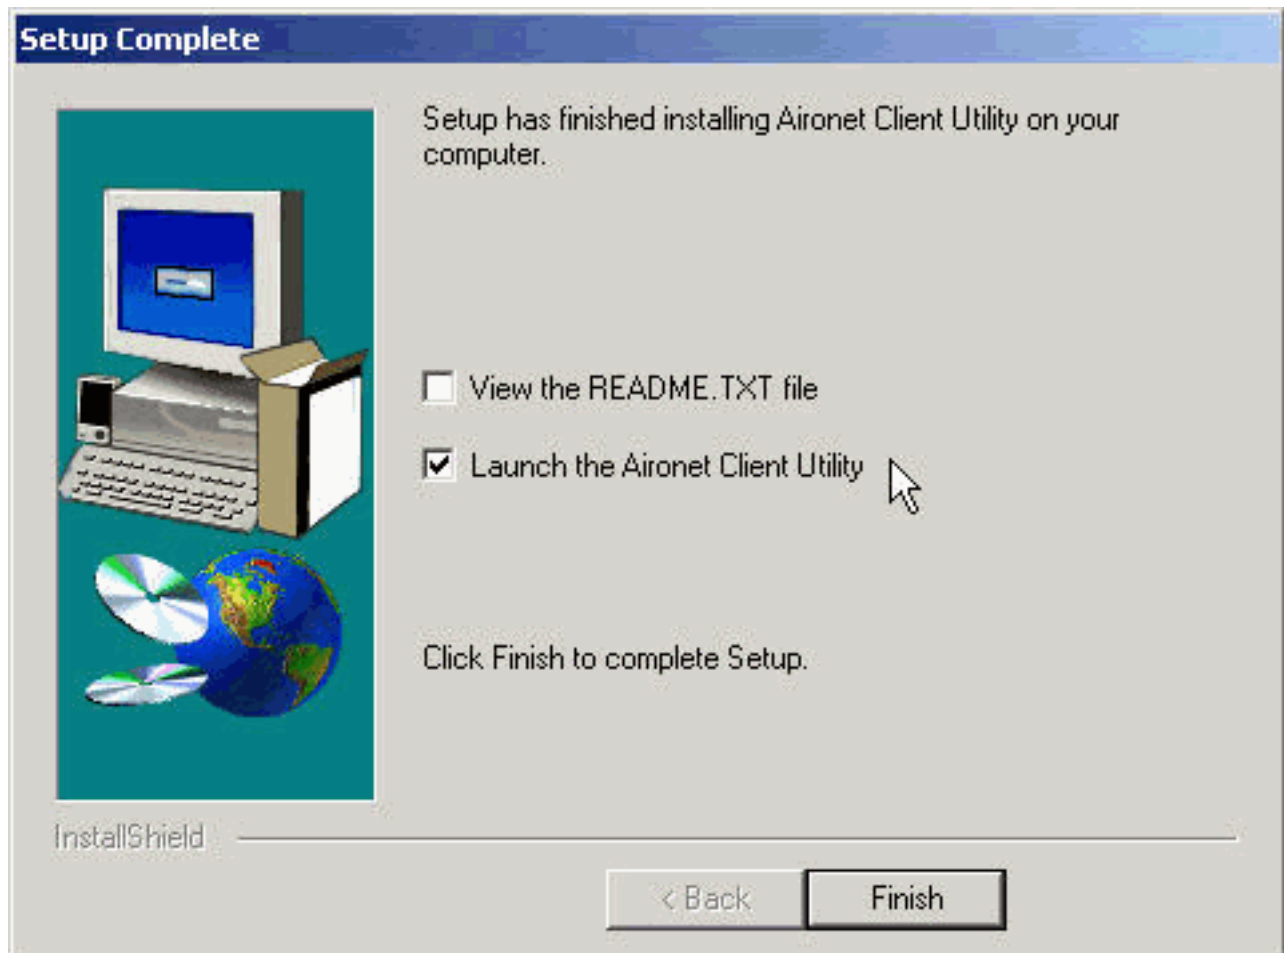 Setup Complete
Setup has finished installing Aironet Client Utility on your
computer.
View the README.TXT file
Launch the Aironet Client Utility
Click Finish to complete Setup.
InstallShield
< Back
Finish